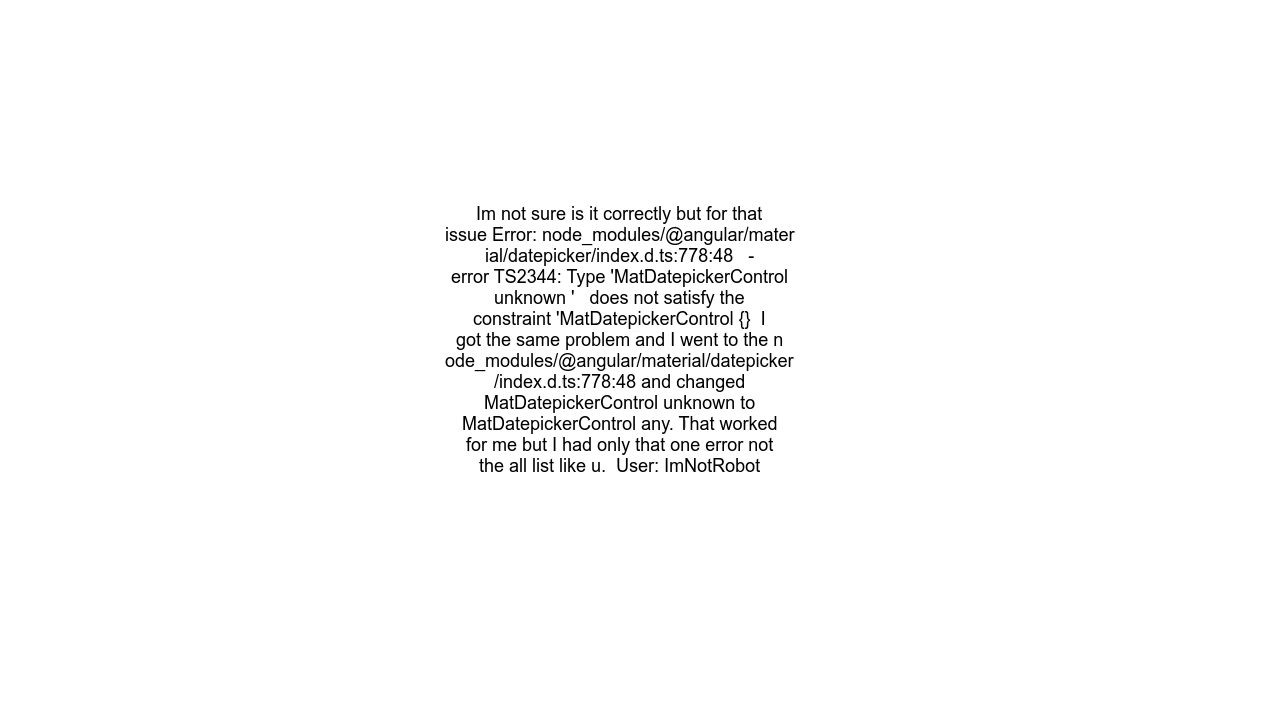 Im not sure is it correctly but for that
issue Error: node_modules/@angular/mater
ial/datepicker/index.d.ts:778:48   -
error TS2344: Type 'MatDatepickerControl
unknown '   does not satisfy the
constraint 'MatDatepickerControl {}  I
got the same problem and I went to the n
ode_modules/@angular/material/datepicker
/index.d.ts:778:48 and changed
MatDatepickerControl unknown to
MatDatepickerControl any. That worked
for me but I had only that one error not
the all list like u.  User: ImNotRobot